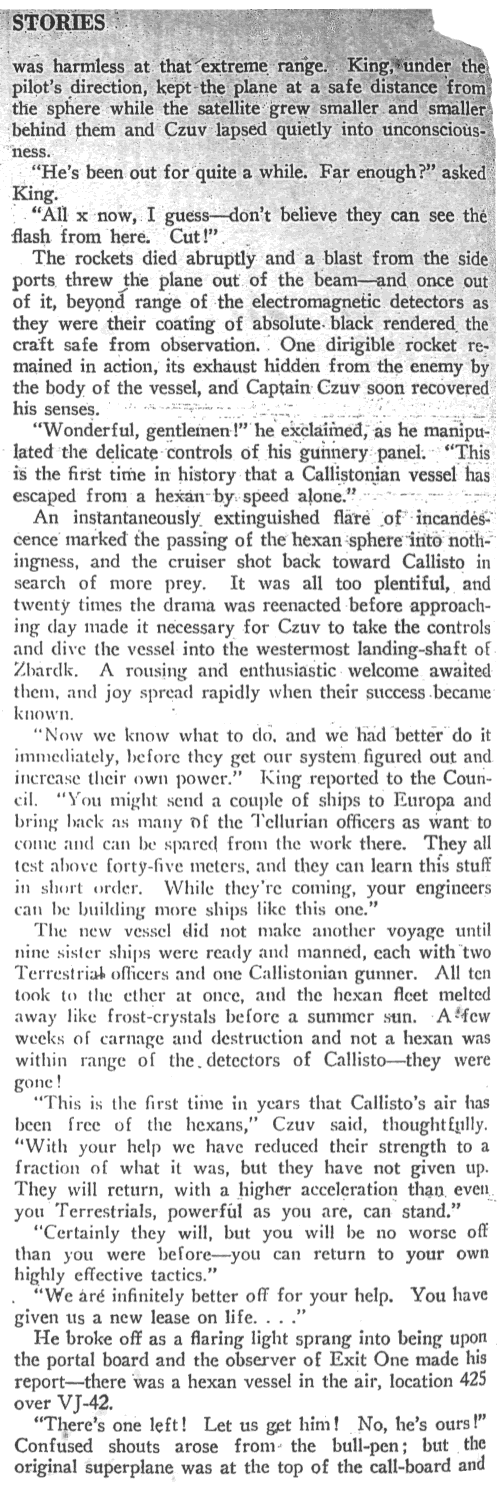 STORIES
was harmless at that extreme range. King, under the
pilot's direction, kept the plane at a safe distance from
the sphere while the satellite grew smaller and smaller
behind them and Czuv lapsed quietly into unconscious-
ness.
"He's been out for quite a while. Far enough?" asked
King.
"All x now, I guess—don't believe they can see the
flash from here. Cut!"
The rockets died abruptly and a blast from the side
ports threw the plane out of the beam—and once out
of it, beyond range of the electromagnetic detectors as
they were their coating of absolute black rendered the
craft safe from observation. One dirigible rocket re-
mained in action, its exhaust hidden from the enemy by
the body of the vessel, and Captain Czuv soon recovered
his senses.
"Wonderful, gentlemen!" he exclaimed, as he manipu-
lated the delicate controls of his gunnery panel. "This
is the first time in history that a Callistonian vessel has
escaped from a hexan by speed alone."
An instantaneously extinguished flare of incandes-
cence marked the passing of the hexan sphere into noth-
ingness, and the cruiser shot back toward Callisto in
search of more prey. It was all too plentiful, and
twenty times the drama was reenacted before approach-
ing day made it necessary for Czuv to take the controls
and dive the vessel into the westermost landing-shaft of
Zbardk. A rousing and enthusiastic welcome awaited
them, and joy spread rapidly when their success became
known.
"Now we know what to do, and we had better do it
immediately, before they get our system figured out and
increase their own power." King reported to the Coun-
cil. "You might send a couple of ships to Europa and
bring back as many of the Tellurian officers as want to
come and can be spared from the work there. They all
test above forty-five meters, and they can learn this stuff
in short order. While they're coming, your engineers
can be building more ships like this one."
The new vessel did not make another voyage until
nine sister ships were ready and manned, each with two
Terrestrial officers and one Callistonian gunner. All ten
took to the ether at once, and the hexan fleet melted
away like frost-crystals before a summer sun. A few
weeks of carnage and destruction and not a hexan was
within range of the detectors of Callisto—they were
gone!
"This is the first time in years that Callisto's air has
been free of the hexans," Czuv said, thoughtfully.
"With your help we have reduced their strength to a
fraction of what it was, but they have not given up.
They will return, with a higher acceleration than even
you Terrestrials, powerful as you are, can stand."
"Certainly they will, but you will be no worse off
than you were before—you can return to your own
highly effective tactics."
"We are infinitely better off for your help. You have
given us a new lease on life. . . ."
He broke off as a flaring light sprang into being upon
the portal board and the observer of Exit One made his
report—there was a hexan vessel in the air, location 425
over VJ-42.
"There's one left! Let us get him! No, he's ours!"
Confused shouts arose from the bull-pen; but the
original superplane was at the top of the call-board and